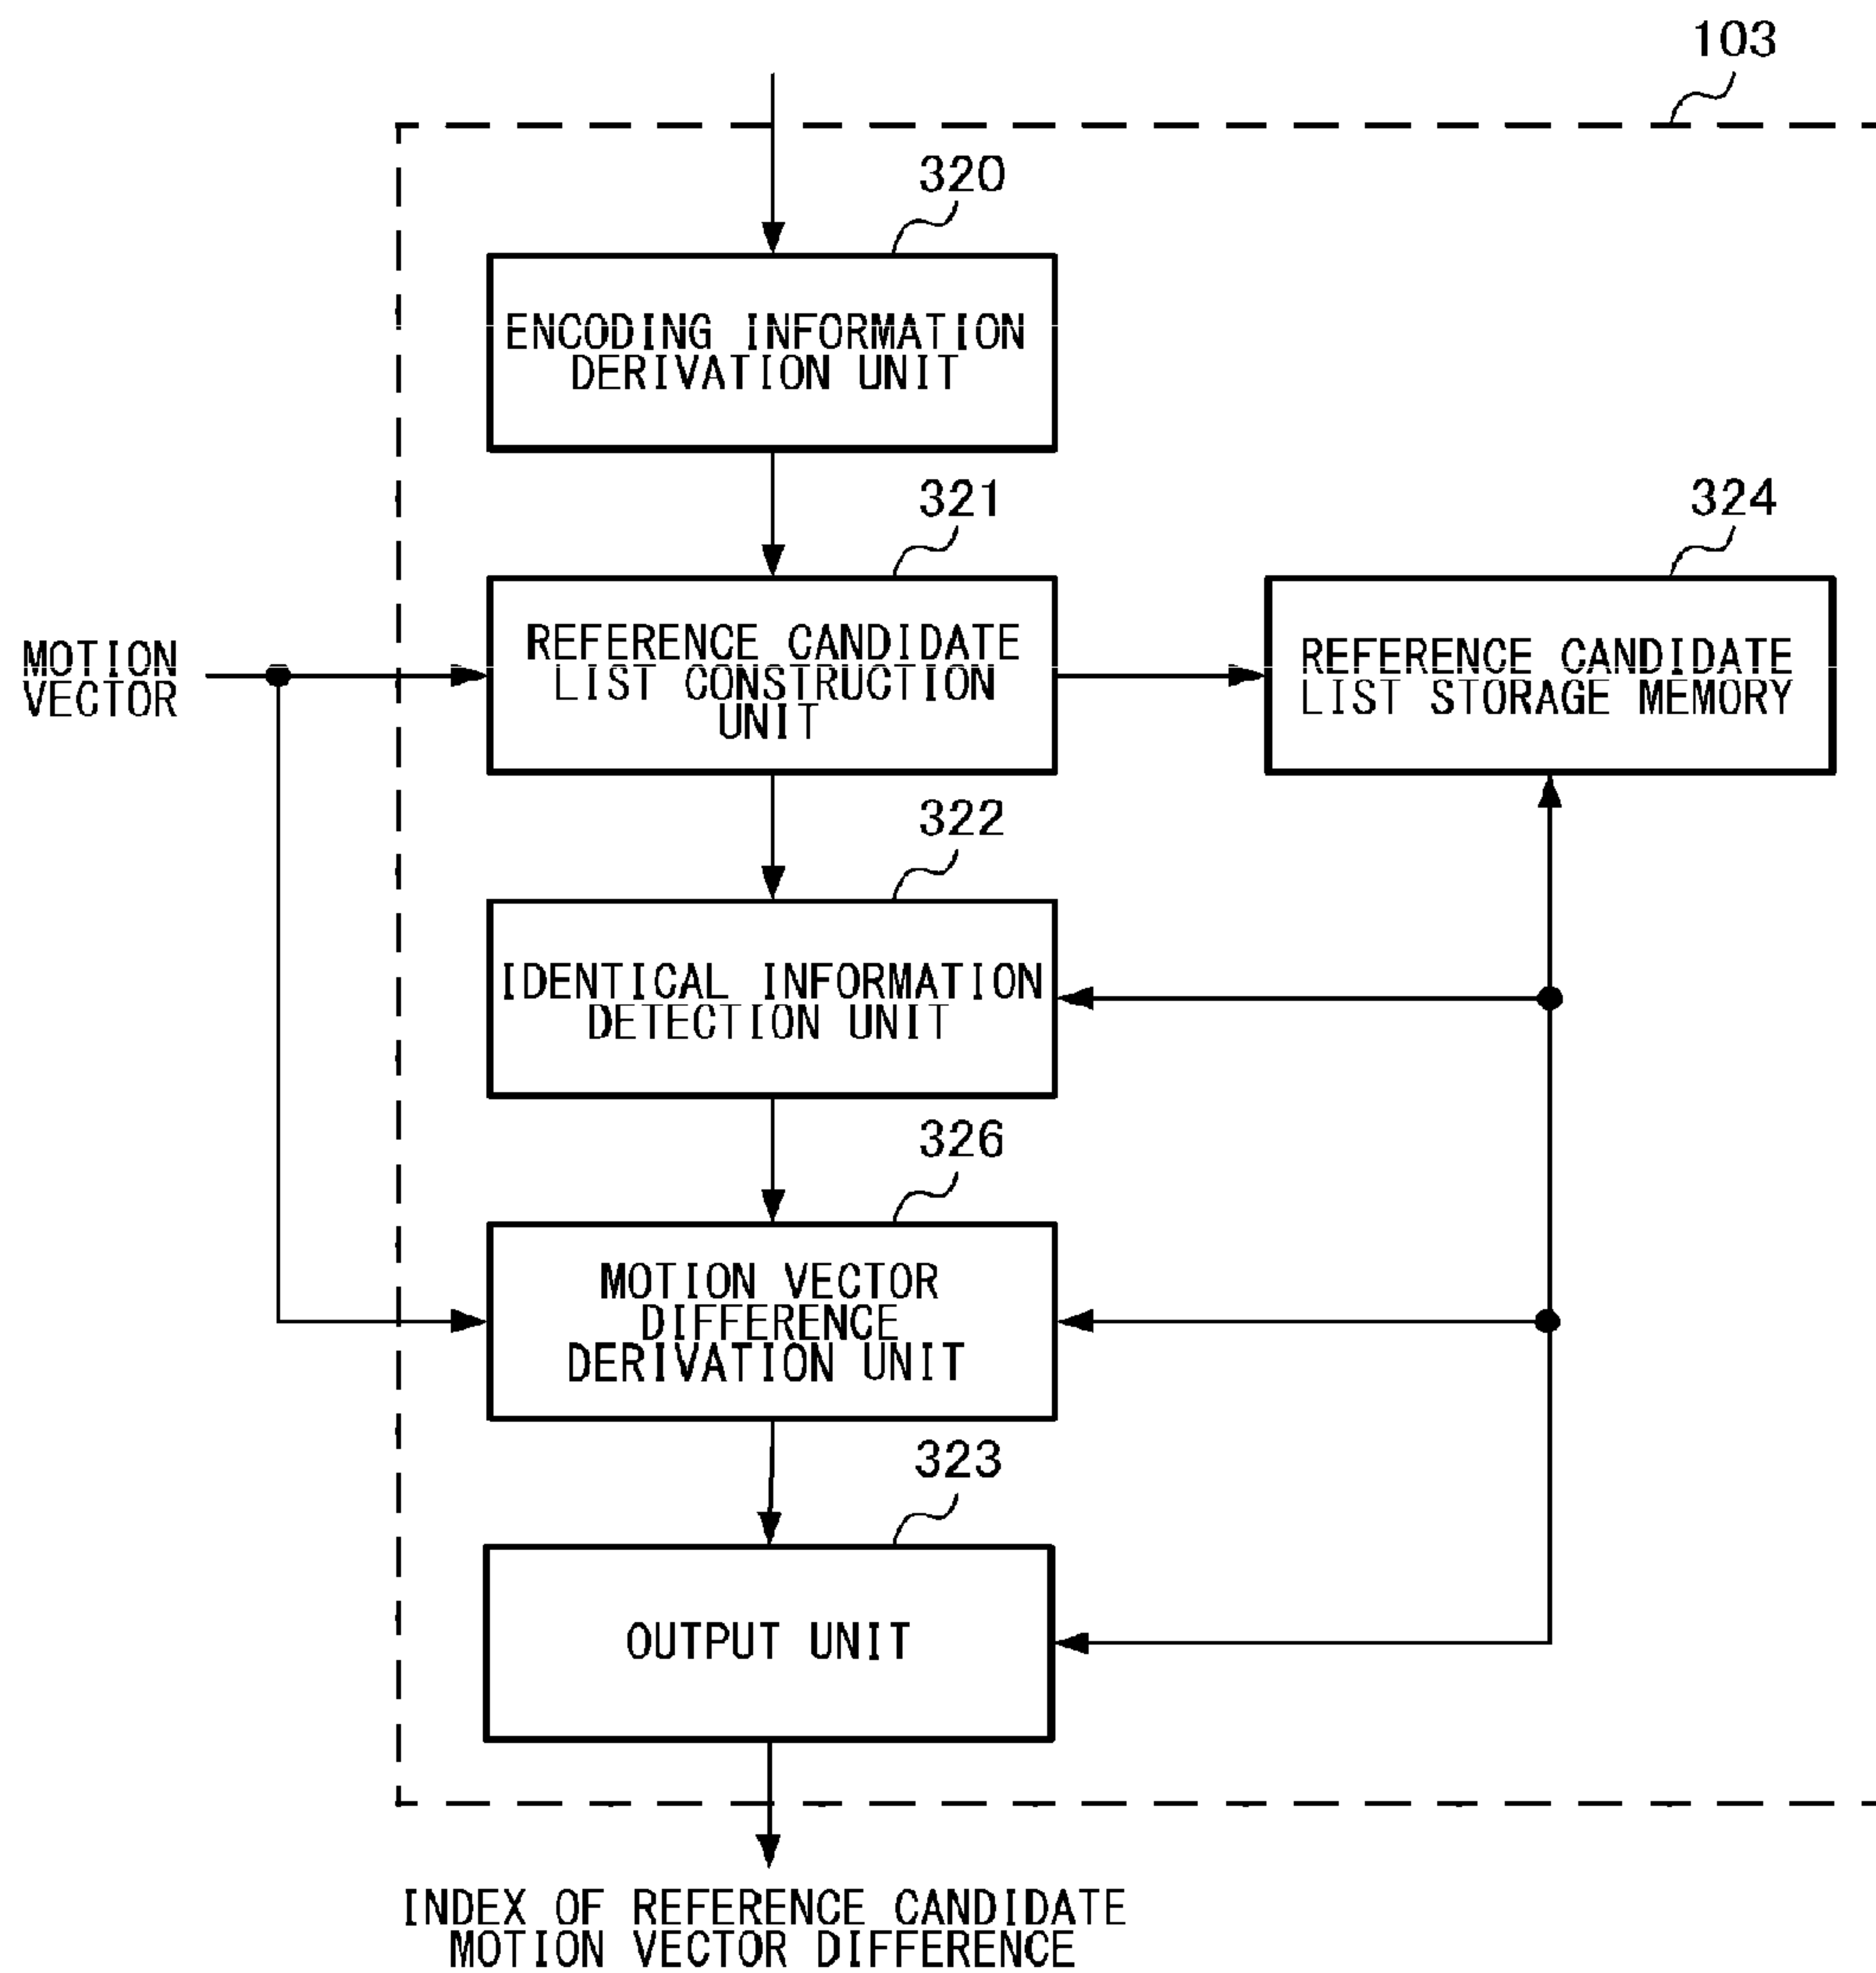 103
320
ENCODING INFORMATION
DERIVATION UNIT
321
324
MOTION
VECTOR
REFERENCE CANDIDATE
LIST CONSTRUCTION
UNIT
REFERENCE CANDIDATE
LIST STORAGE MEMORY
322
IDENTICAL INFORMATION
DETECTION UNIT
326
MOTION VECTOR
DIFFERENCE
DERIVATION UNIT
323
OUTPUT UNIT
INDEX OF REFERENCE CANDIDATE
MOTION VECTOR DIFFERENCE